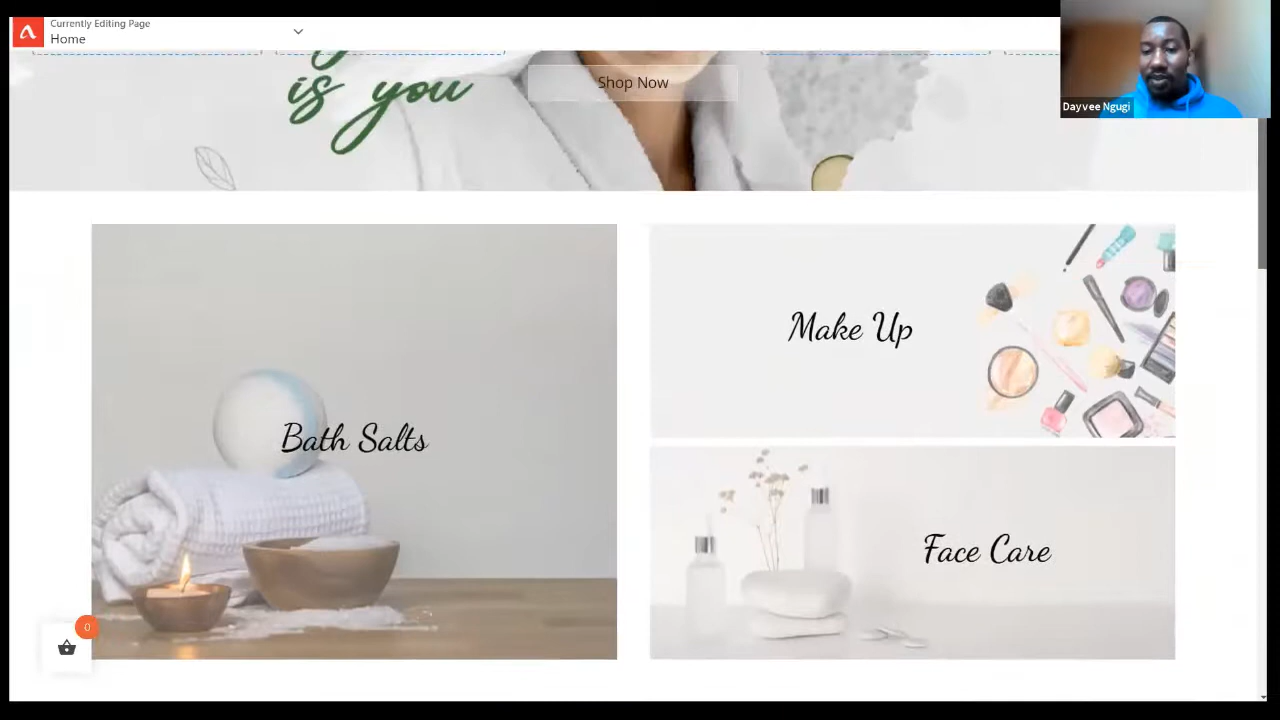 Currently Editing Page
Home
is you
Shop Now
Dayvee Ngugi
Make Up
Bath Salts
Face Care
0